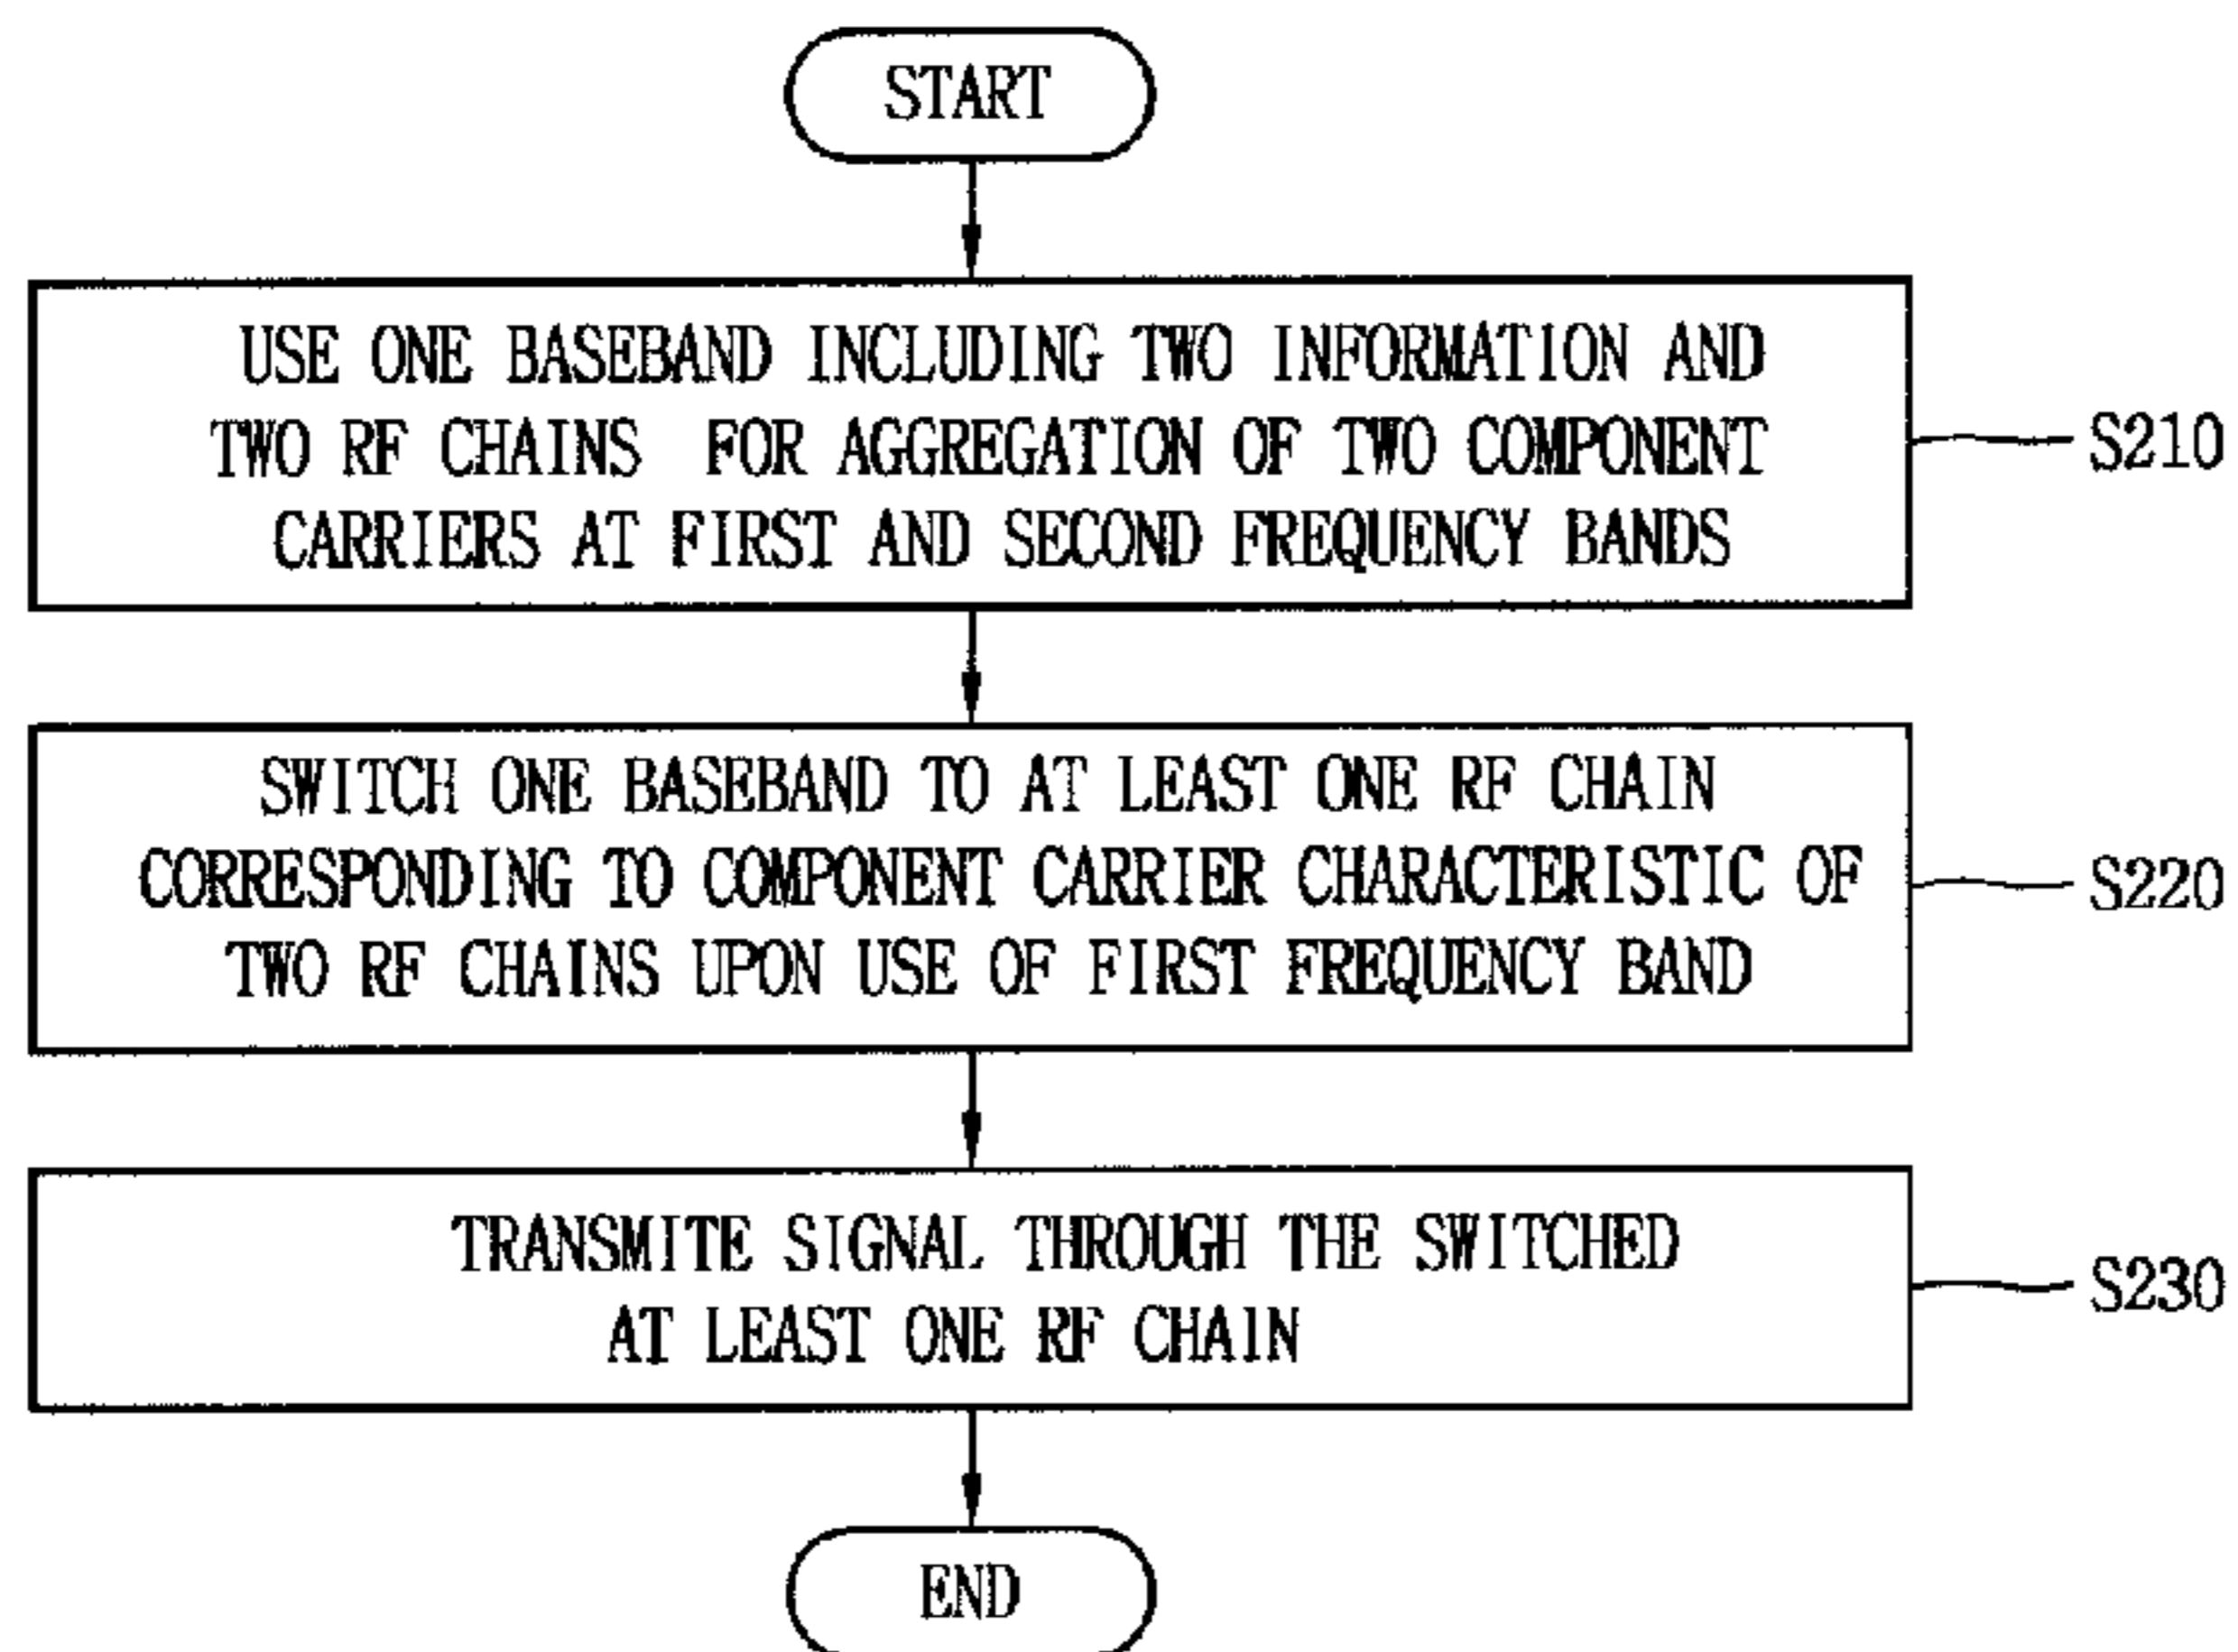 START
USE ONE BASEBAND INCLUDING TWO INFORMATION AND
TWO RF CHAINS FOR AGGREGATION OF TWO COMPONENT
CARRIERS AT FIRST AND SECOND FREQUENCY BANDS
S210
SWITCH ONE BASEBAND TO AT LEAST ONE RF CHAIN
CORRESPONDING TO COMPONENT CARRIER CHARACTERISTIC OF
TWO RF CHAINS UPON USE OF FIRST FREQUENCY BAND
S220
TRANSMITE SIGNAL THROUGH THE SWITCHED
AT LEAST ONE RF CHAIN
S230
END